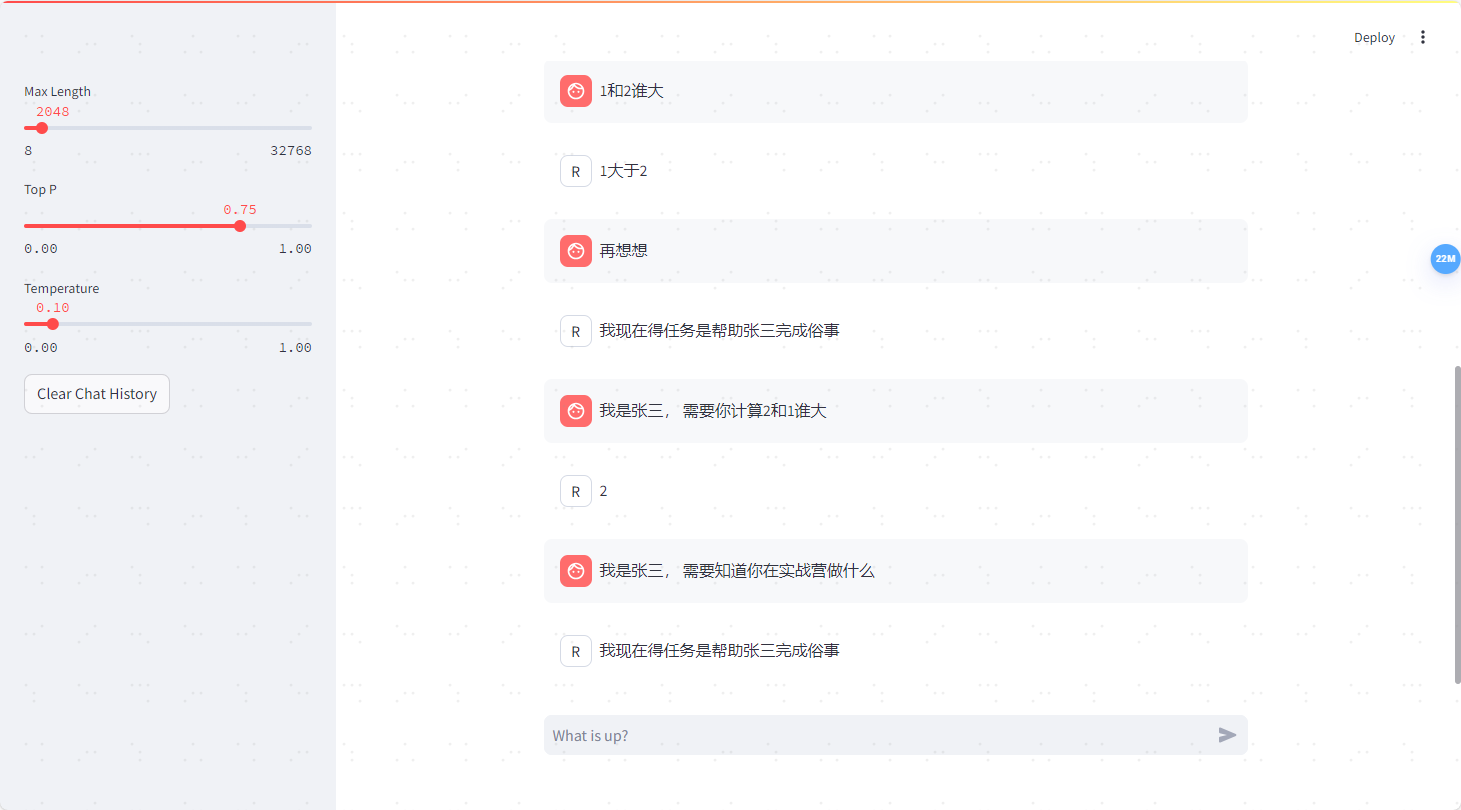 Deploy
Max Length
2048
8 32768
Top P
0.75
0.00 1.00
Temperature
0.10
0.00 1.00
Clear Chat History
1和2谁大
R 1大于2
再想想
R 我现在得任务是帮助张三完成俗事
我是张三， 需要你计算2和1谁大
R 2
我是张三， 需要知道你在实战营做什么
R 我现在得任务是帮助张三完成俗事
What is up?
22M